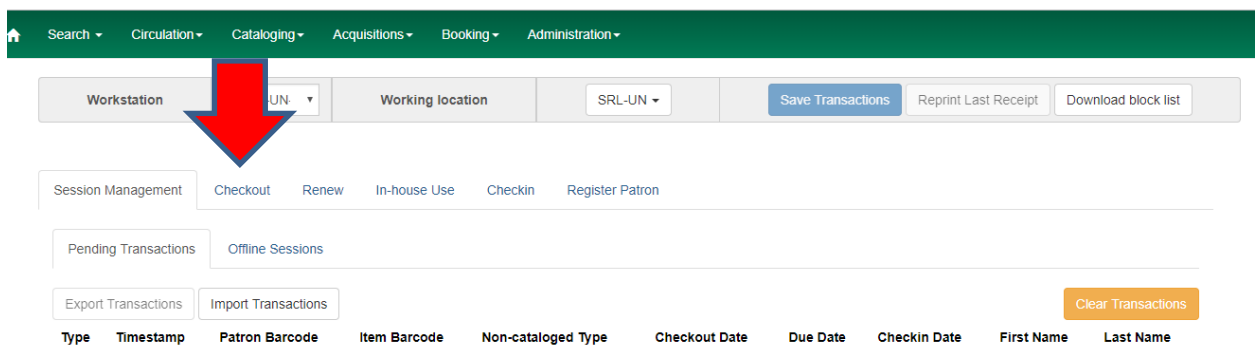 Search Circulation Cataloging Acquisitions Booking Administration
Workstation UN- Working location SRL-UN Save Transactions Reprint Last Receipt Download block list
Session Management Checkout Renew In-house Use Checkin Register Patron
Pending Transactions Offline Sessions
Export Transactions Import Transactions Clear Transactions
Type Timestamp Patron Barcode Item Barcode Non-cataloged Type Checkout Date Due Date Checkin Date First Name Last Name